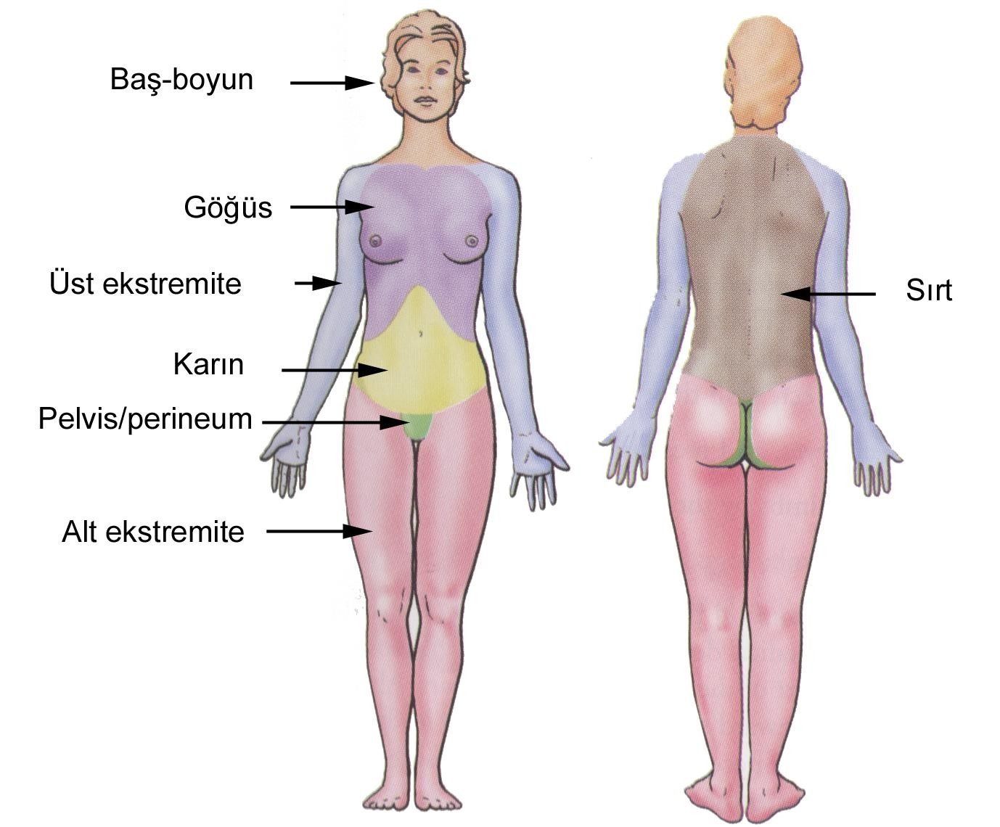 Baş-boyun
Göğüs
Üst ekstremite
Sırt
Karın
Pelvis/perineum
Alt ekstremite